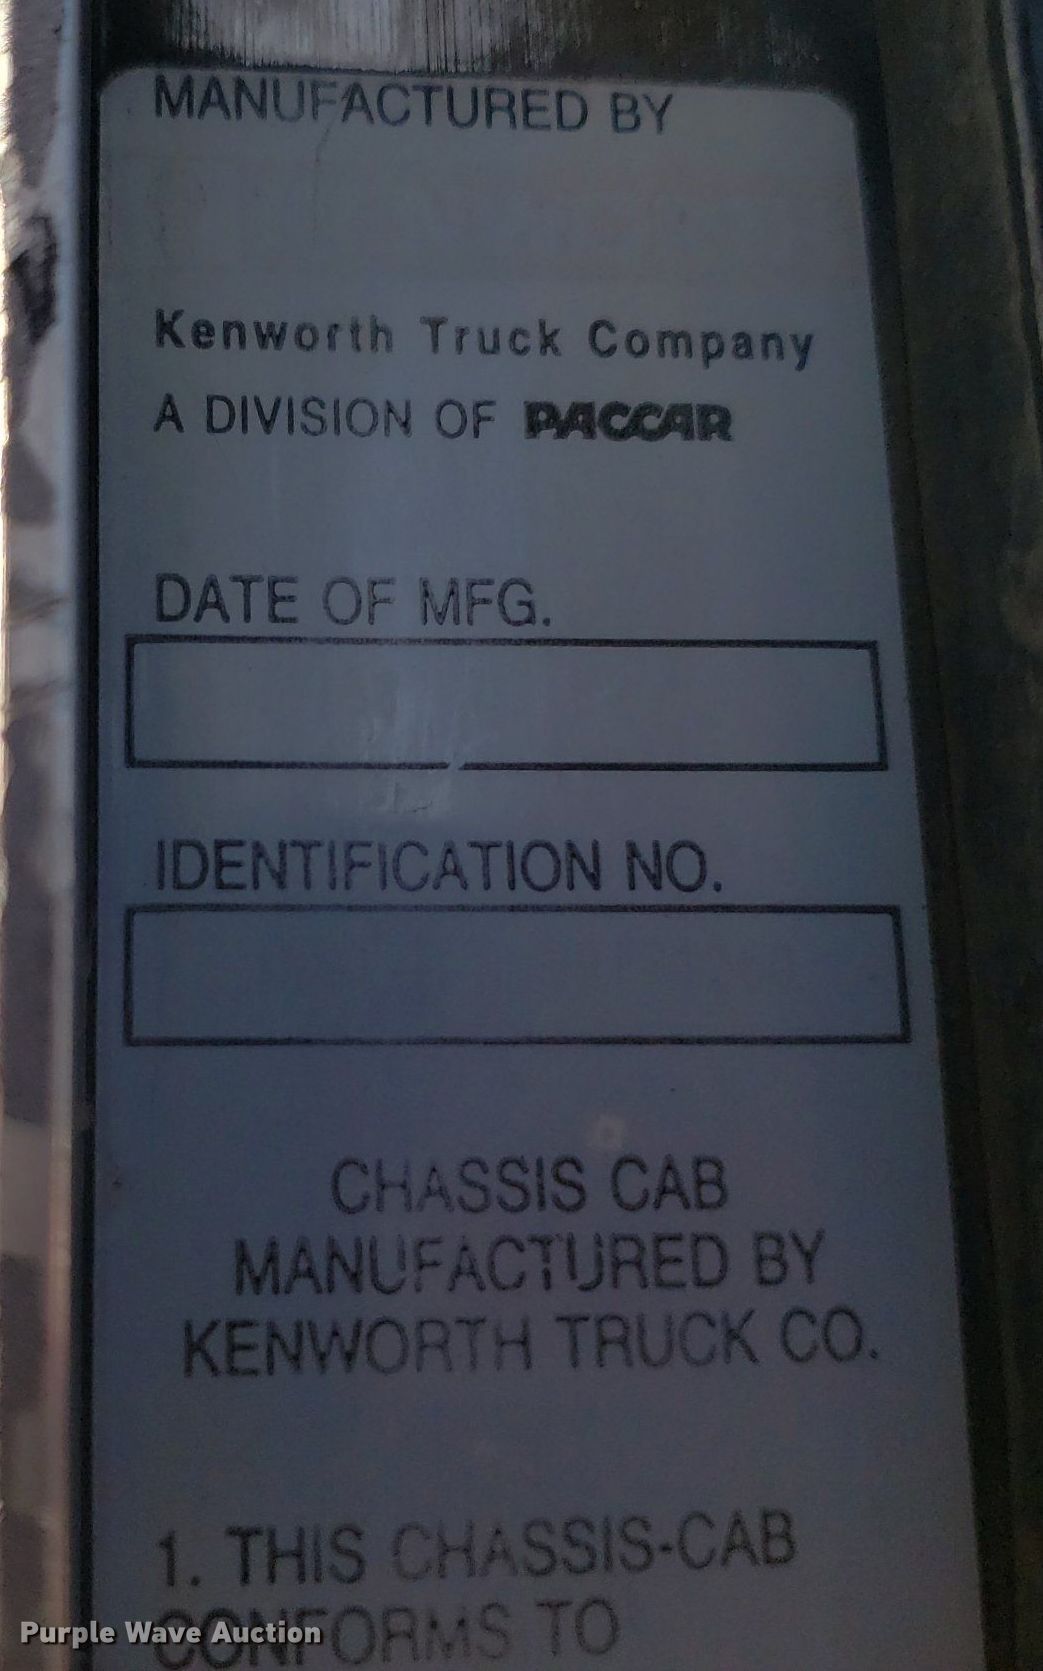 MANUFACTURED BY
Kenworth Truck Company
A DIVISION OF PACCAR
DATE OF MFG.
IDENTIFICATION NO.
CHASSIS CAB
MANUFACTURED BY
KENWORTH TRUCK CO.
1. THIS CHASSIS-CAB
CONFORMS TO
Purple Wave Auction